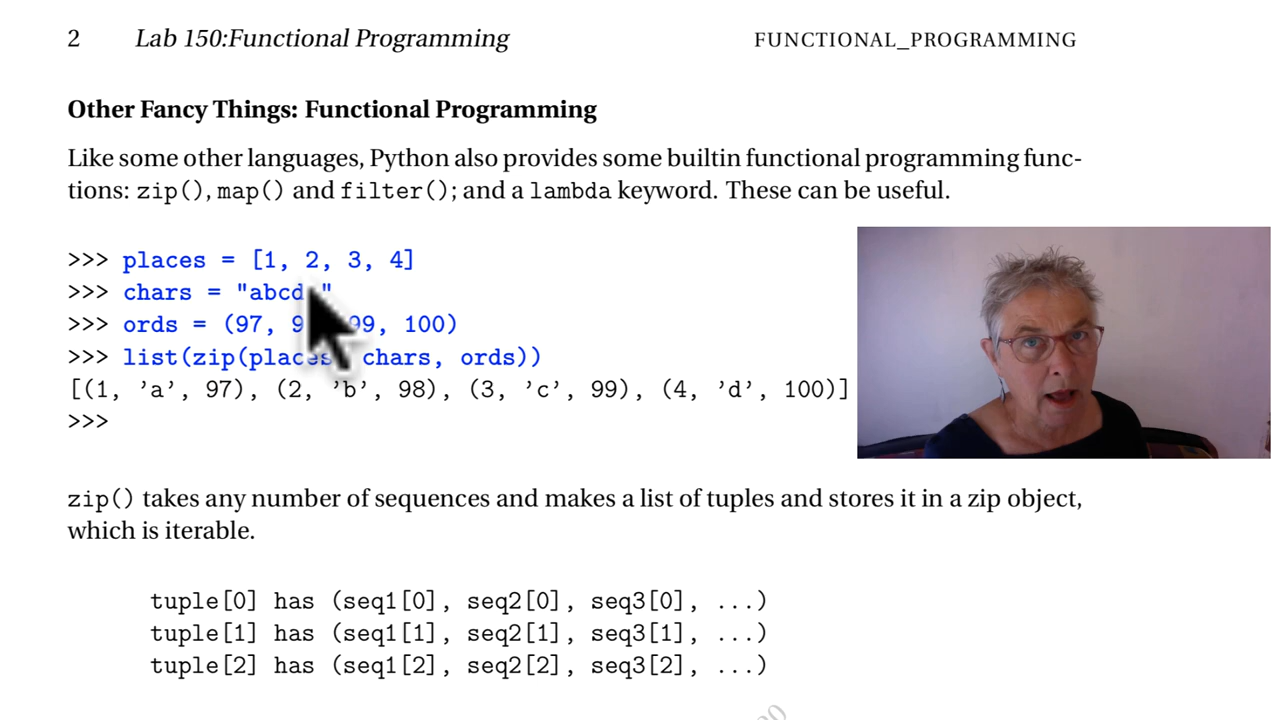 2 Lab 150:Functional Programming FUNCTIONAL_PROGRAMMING
Other Fancy Things: Functional Programming
Like some other languages, Python also provides some builtin functional programming func-
tions: zip(), map() and filter(); and a lambda keyword. These can be useful.
>>> places = [1, 2, 3, 4]
>>> chars = "abcd "
>>> ords = (97, 99, 100)
>>> list(zip(places, chars, ords))
[(1, 'a', 97), (2, 'b', 98), (3, 'c', 99), (4, 'd', 100)]
>>>
zip() takes any number of sequences and makes a list of tuples and stores it in a zip object,
which is iterable.
tuple[0] has (seq1[0], seq2[0], seq3[0], ...)
tuple[1] has (seq1[1], seq2[1], seq3[1], ...)
tuple[2] has (seq1[2], seq2[2], seq3[2], ...)